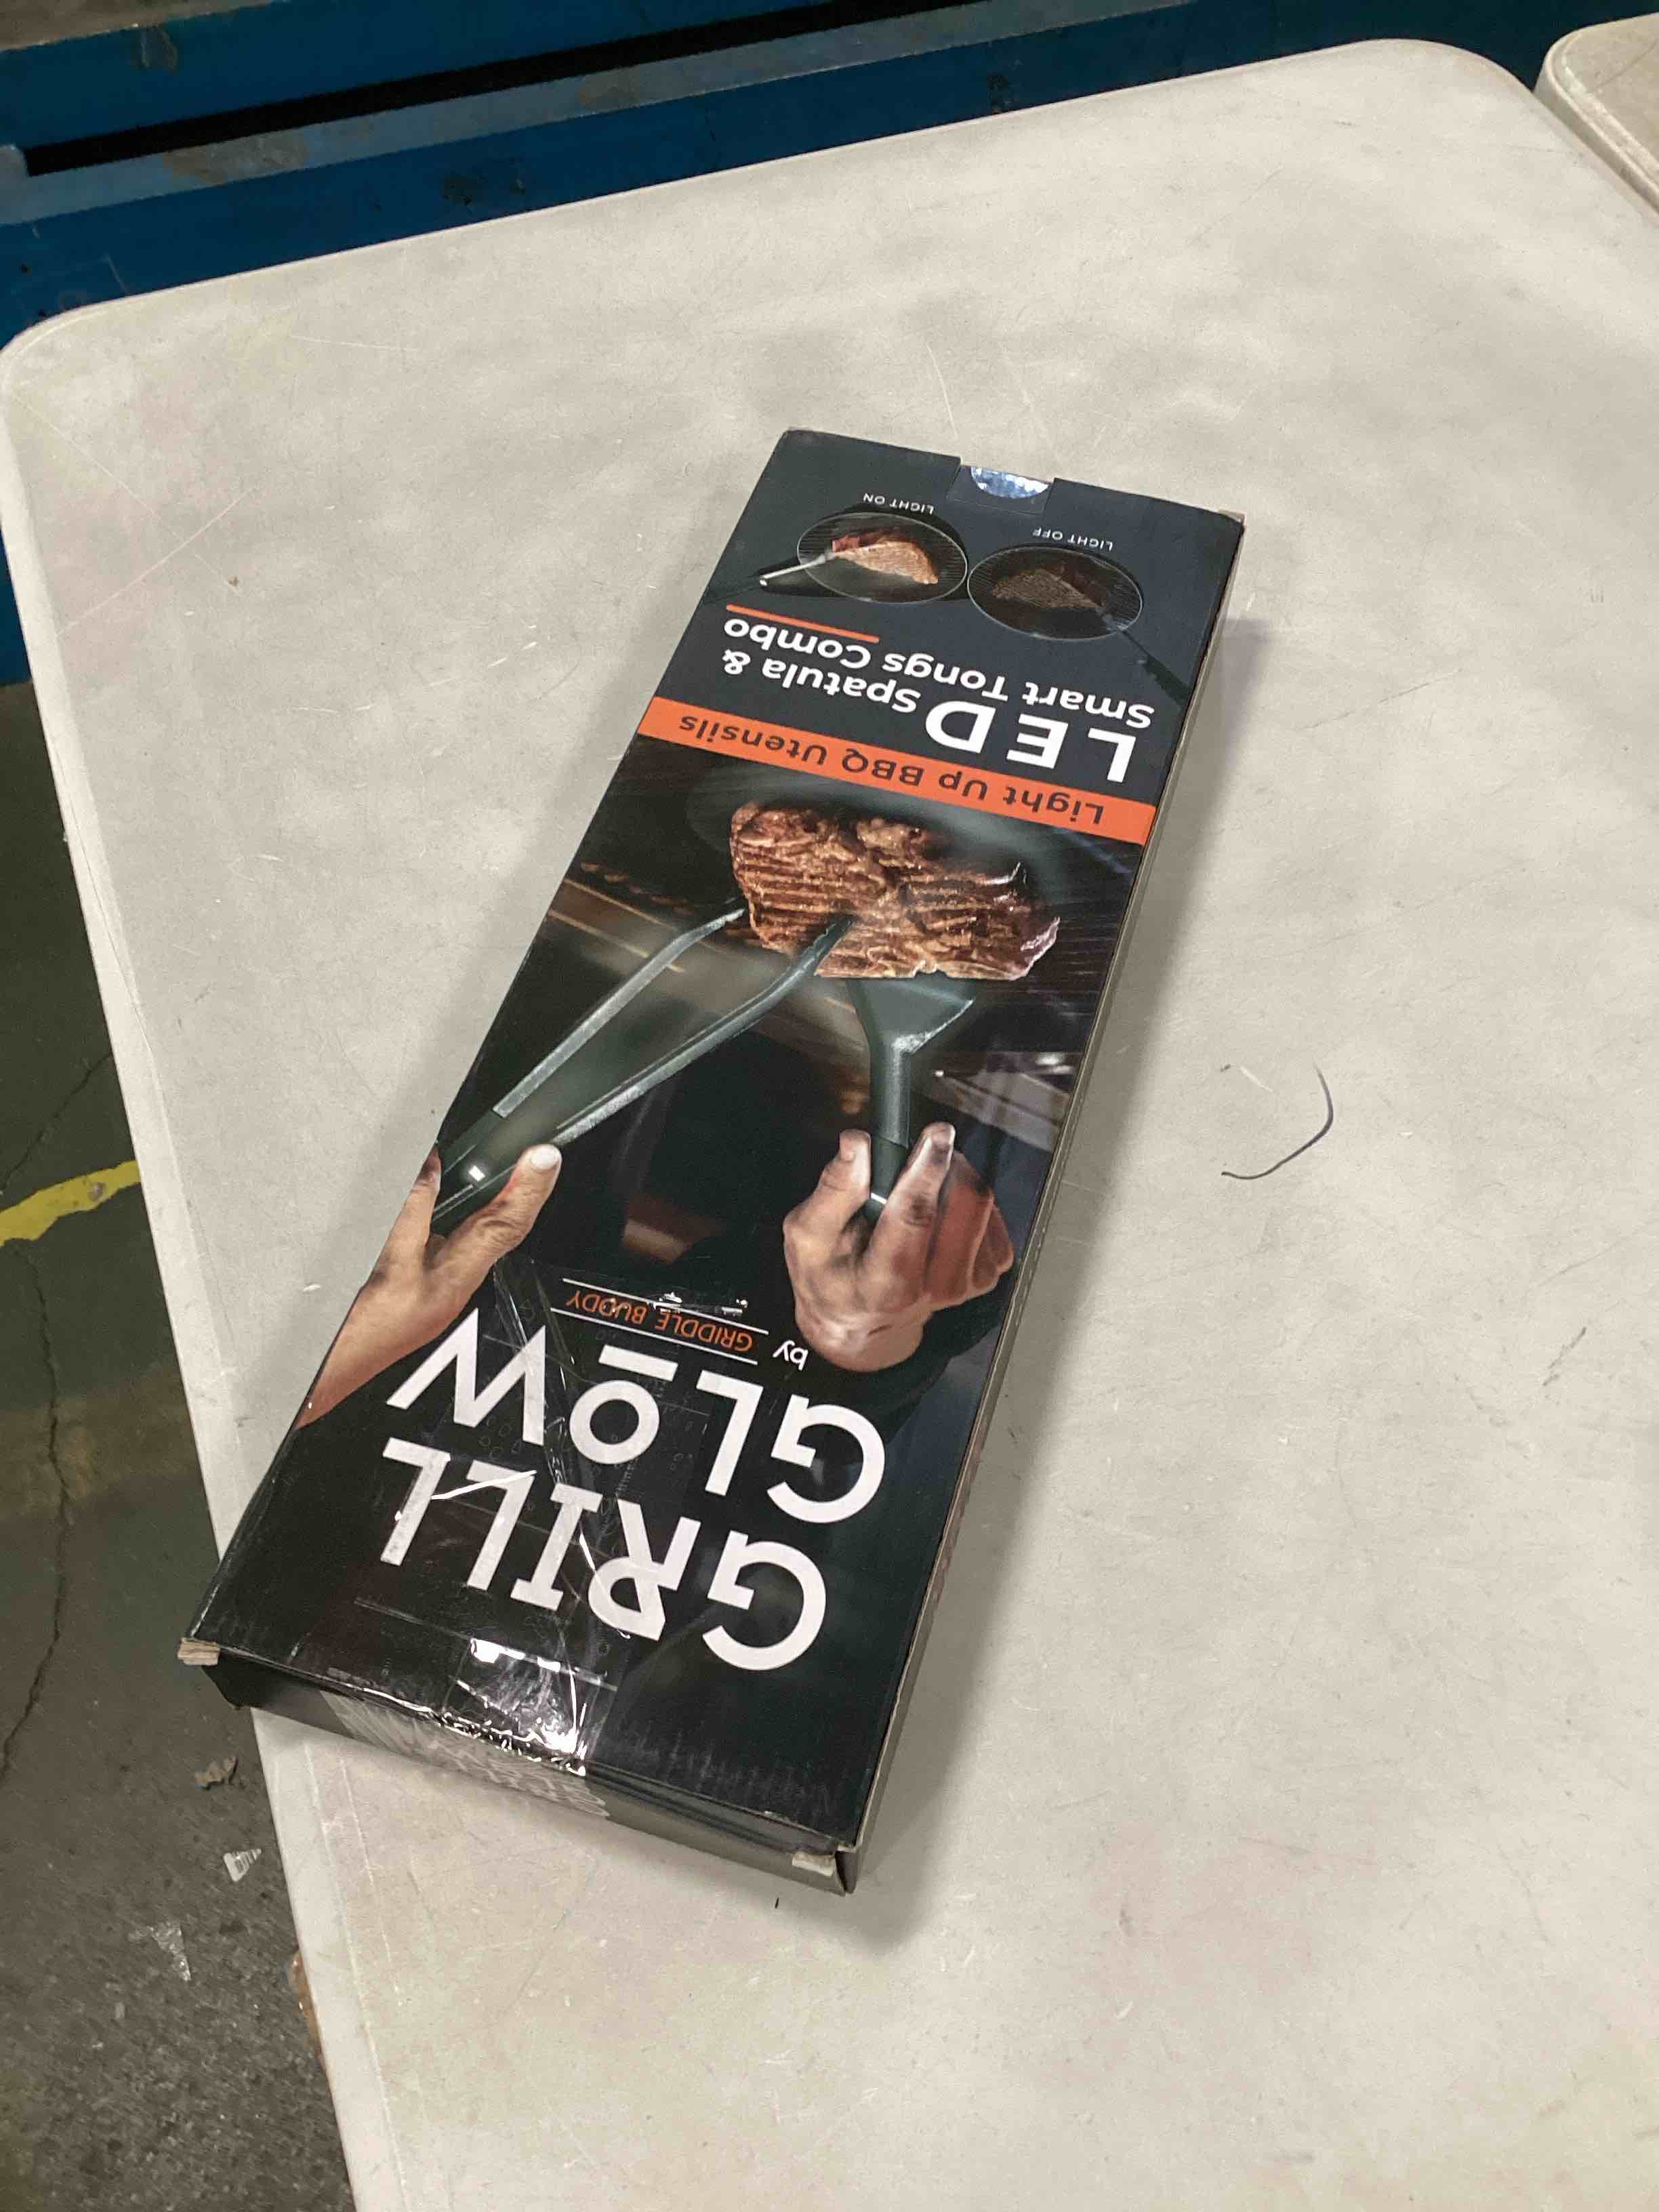 GRILL
GLOW
by GRIDDLE BUDDY
Light Up BBQ Utensils
LED Spatula &
Smart Tongs Combo
LIGHT OFF
LIGHT ON